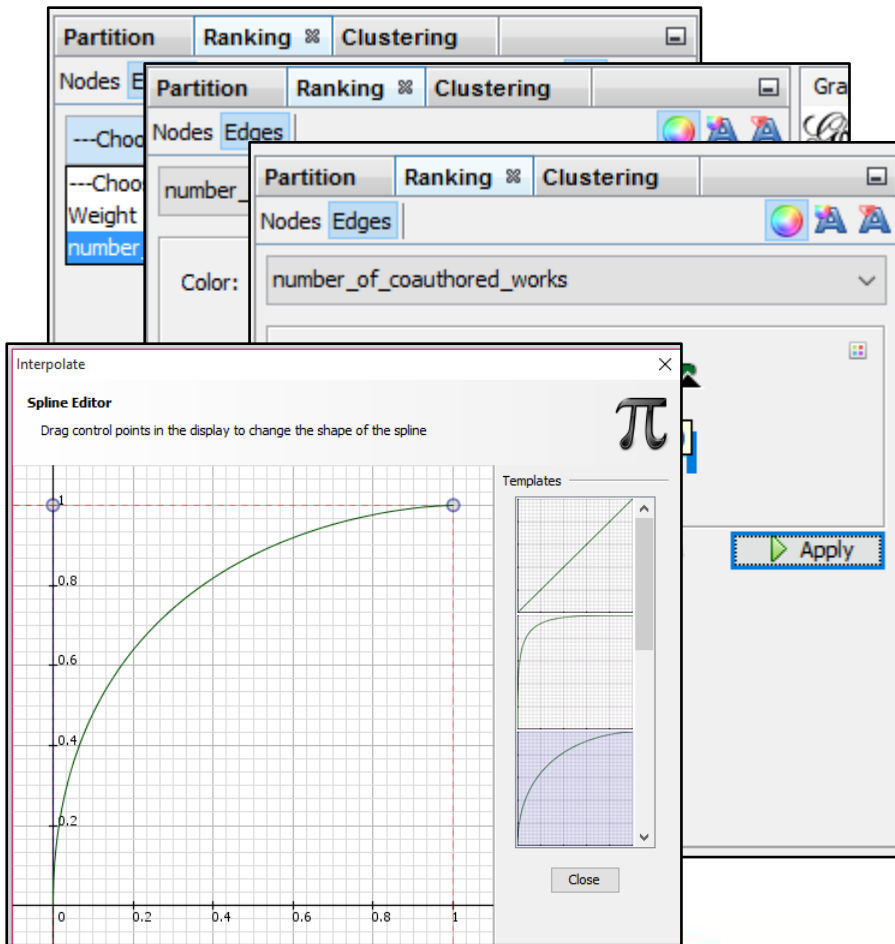 Partition Ranking Clustering
Nodes
---Choo
Weight
number_
Partition Ranking Clustering
Gra
Nodes Edges
number_
Color:
Partition Ranking Clustering
Nodes Edges
number_of_coauthored_works
Apply
Interpolate
Spline Editor
Drag control points in the display to change the shape of the spline
π
Templates
1
0.8
0.6
0.4
0.2
0 0.2 0.4 0.6 0.8 1
Close